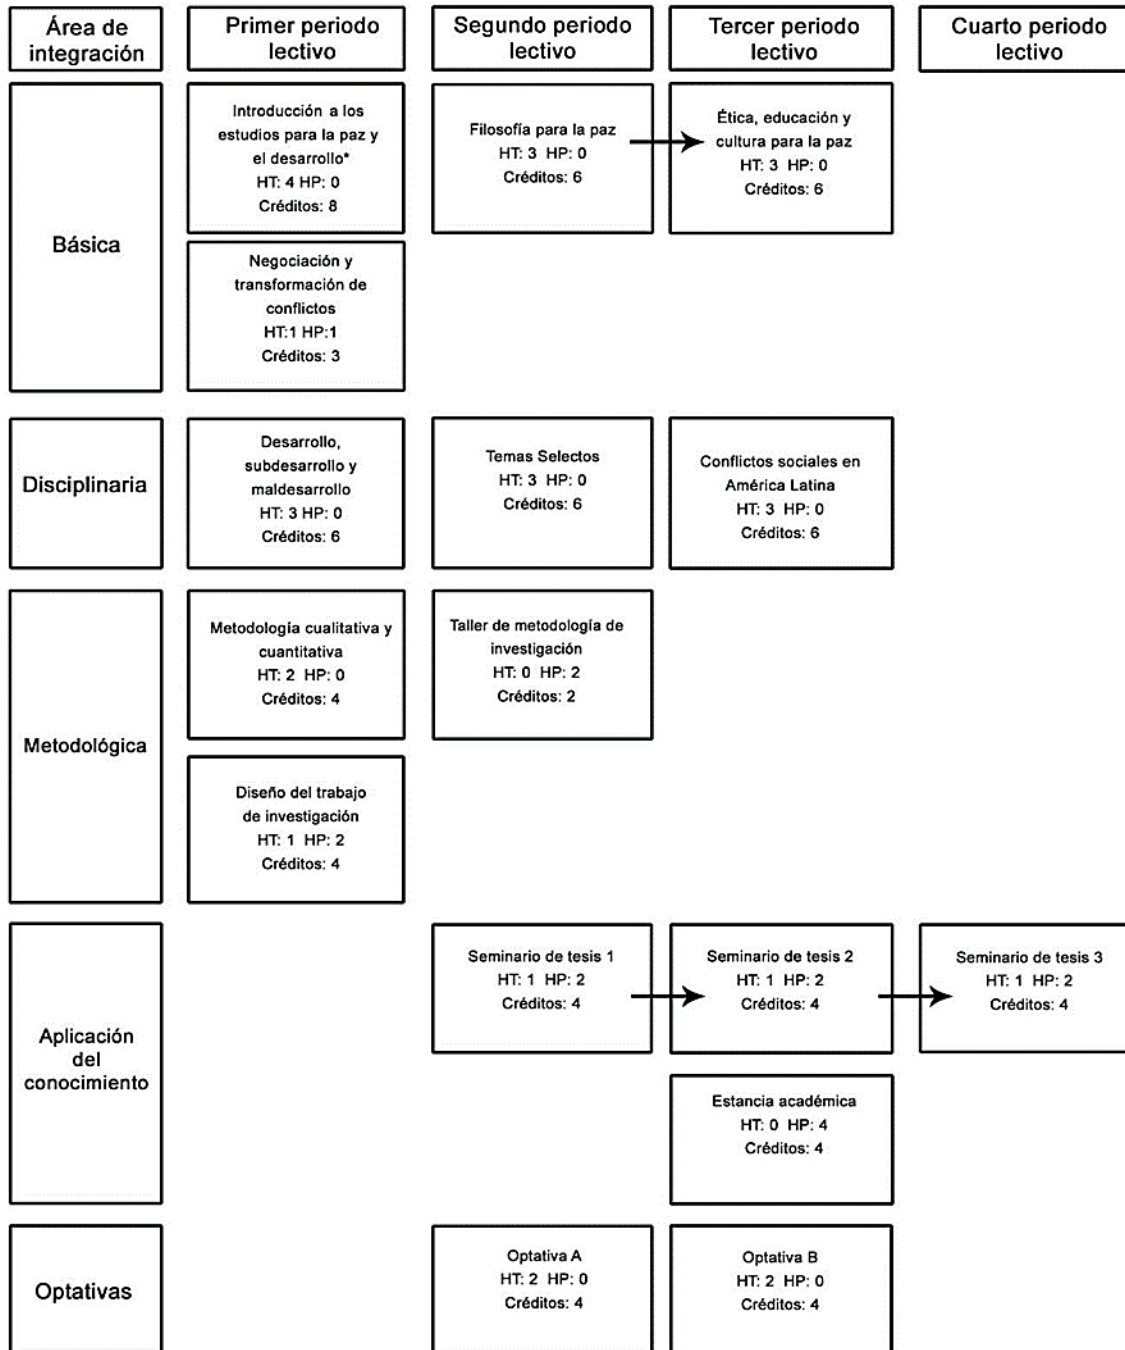 Área de
integración
Primer periodo
lectivo
Segundo periodo
lectivo
Tercer periodo
lectivo
Cuarto periodo
lectivo
Básica
Introducción a los
estudios para la paz y
el desarrollo*
HT: 4 HP: 0
Créditos: 8
Filosofía para la paz
HT: 3 HP: 0
Créditos: 6
Ética, educación y
cultura para la paz
HT: 3 HP: 0
Créditos: 6
Negociación y
transformación de
conflictos
HT:1 HP:1
Créditos: 3
Disciplinaria
Desarrollo,
subdesarrollo y
maldesarrollo
HT: 3 HP: 0
Créditos: 6
Temas Selectos
HT: 3 HP: 0
Créditos: 6
Conflictos sociales en
América Latina
HT: 3 HP: 0
Créditos: 6
Metodológica
Metodología cualitativa y
cuantitativa
HT: 2 HP: 0
Créditos: 4
Taller de metodología de
investigación
HT: 0 HP: 2
Créditos: 2
Diseño del trabajo
de investigación
HT: 1 HP: 2
Créditos: 4
Aplicación
del
conocimiento
Seminario de tesis 1
HT: 1 HP: 2
Créditos: 4
Seminario de tesis 2
HT: 1 HP: 2
Créditos: 4
Seminario de tesis 3
HT: 1 HP: 2
Créditos: 4
Estancia académica
HT: 0 HP: 4
Créditos: 4
Optativas
Optativa A
HT: 2 HP: 0
Créditos: 4
Optativa B
HT: 2 HP: 0
Créditos: 4